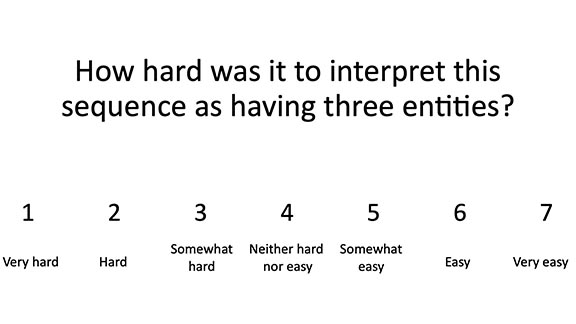 How hard was it to interpret this
sequence as having three entities?
1 2 3 4 5 6 7
Very hard Hard Somewhat hard Neither hard nor easy Somewhat easy Easy Very easy